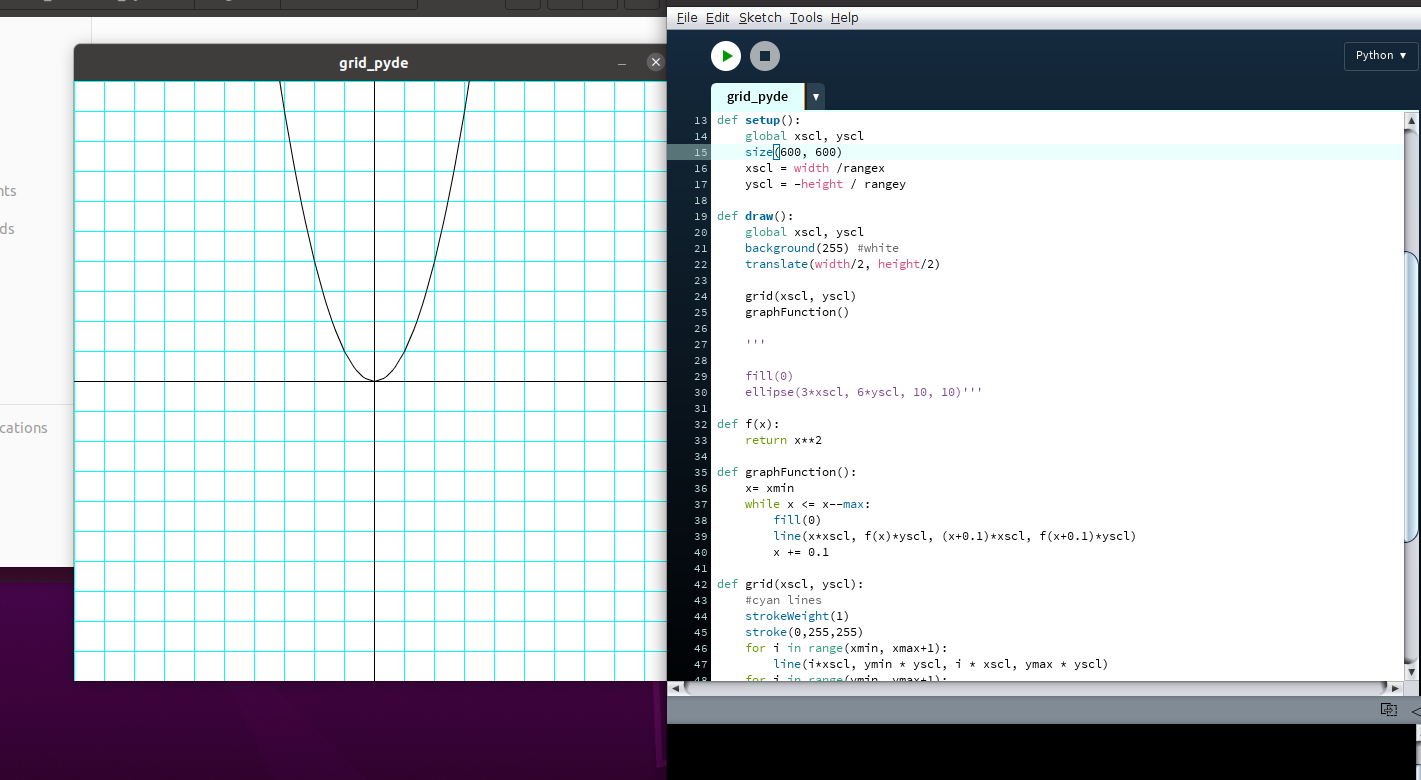 nts
ds
cations
grid_pyde
File Edit Sketch Tools Help
Python
grid_pyde
13 def setup():
14     global xscl, yscl
15     size(600, 600)
16     xscl = width /rangex
17     yscl = -height / rangey
18
19 def draw():
20     global xscl, yscl
21     background(255) #white
22     translate(width/2, height/2)
23
24     grid(xscl, yscl)
25     graphFunction()
26
27     '''
28
29     fill(0)
30     ellipse(3*xscl, 6*yscl, 10, 10)'''
31
32 def f(x):
33     return x**2
34
35 def graphFunction():
36     x= xmin
37     while x <= x--max:
38         fill(0)
39         line(x*xscl, f(x)*yscl, (x+0.1)*xscl, f(x+0.1)*yscl)
40         x += 0.1
41
42 def grid(xscl, yscl):
43     #cyan lines
44     strokeWeight(1)
45     stroke(0,255,255)
46     for i in range(xmin, xmax+1):
47         line(i*xscl, ymin * yscl, i * xscl, ymax * yscl)
48     for i in range(ymin, ymax+1):